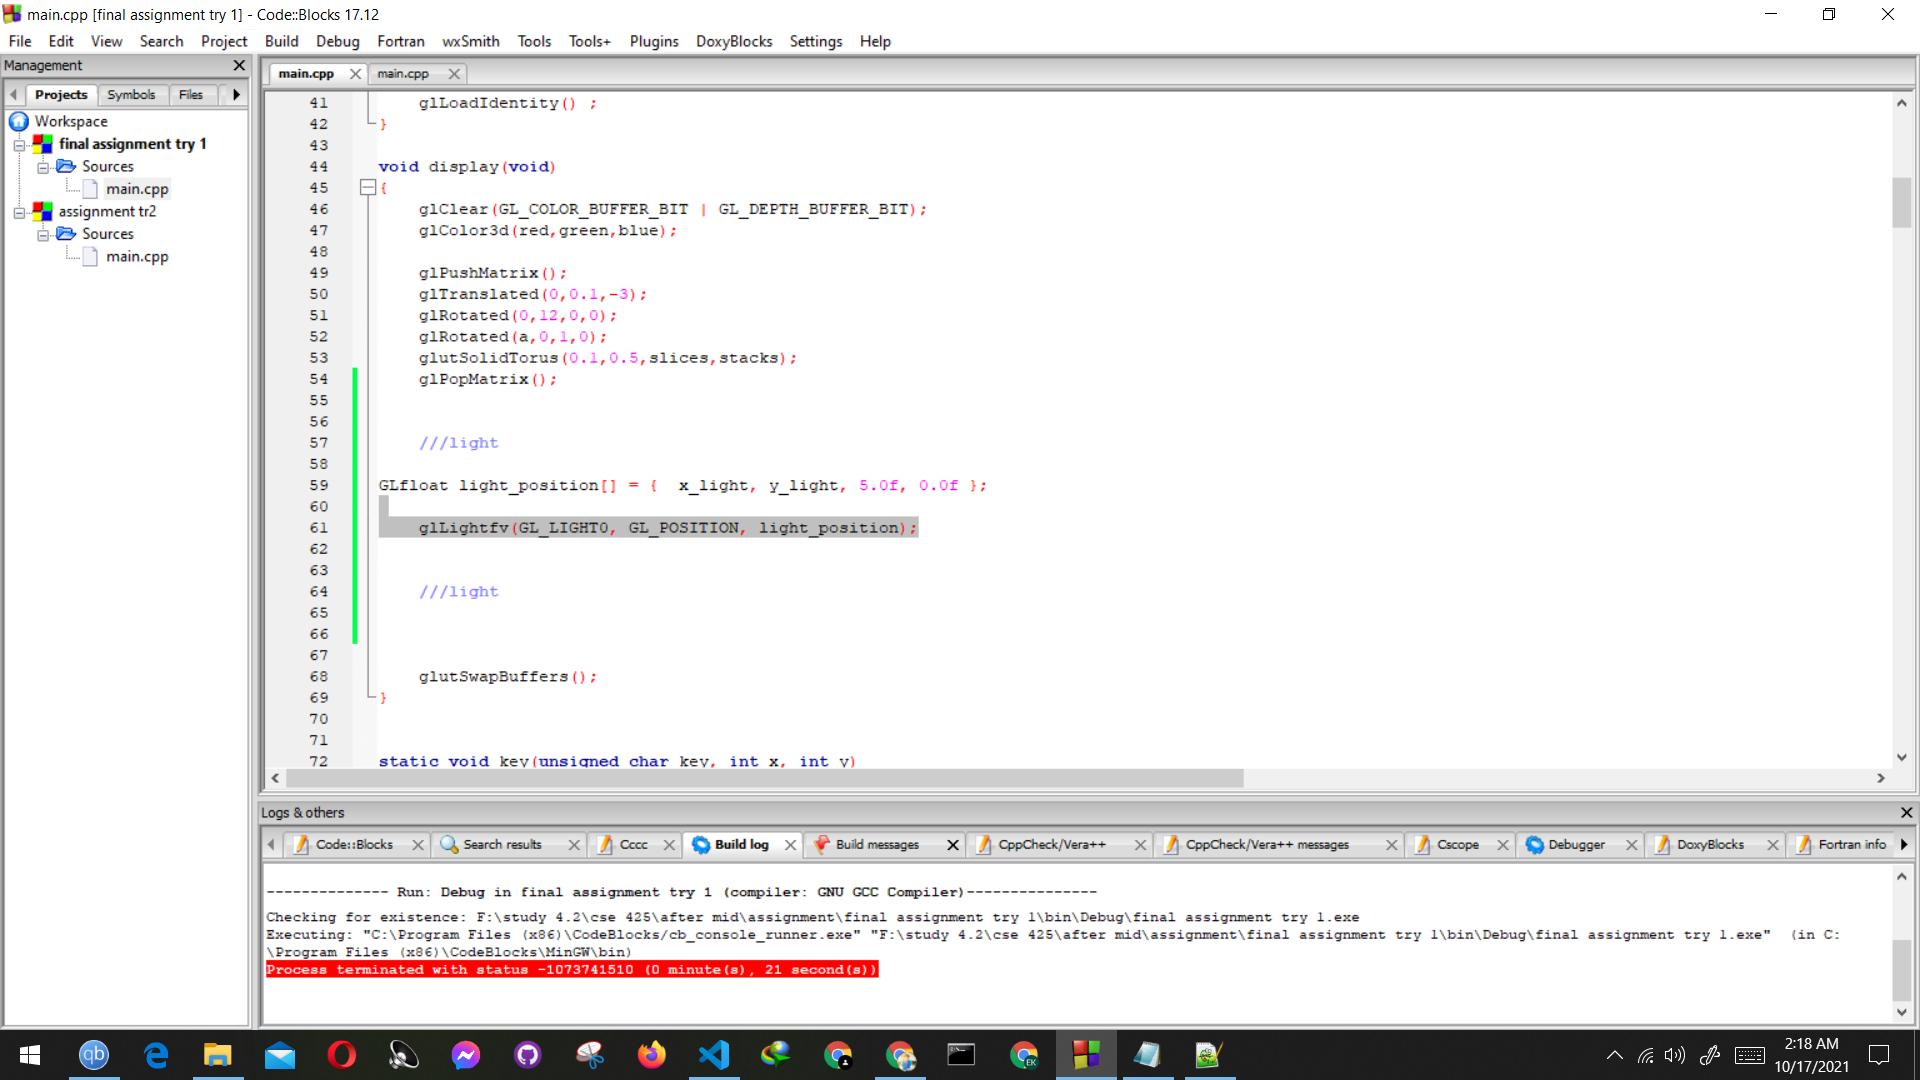 main.cpp [final assignment try 1] - Code::Blocks 17.12
File Edit View Search Project Build Debug Fortran wxSmith Tools Tools+ Plugins DoxyBlocks Settings Help
Management
Projects Symbols Files
Workspace
final assignment try 1
Sources
main.cpp
assignment tr2
Sources
main.cpp
main.cpp main.cpp
41 glLoadIdentity() ;
42 }
43
44 void display(void)
45 {
46 glClear(GL_COLOR_BUFFER_BIT | GL_DEPTH_BUFFER_BIT);
47 glColor3d(red,green,blue);
48
49 glPushMatrix();
50 glTranslated(0,0.1,-3);
51 glRotated(0,12,0,0);
52 glRotated(a,0,1,0);
53 glutSolidTorus(0.1,0.5,slices,stacks);
54 glPopMatrix();
55
56
57 ///light
58
59 GLfloat light_position[] = { x_light, y_light, 5.0f, 0.0f };
60
61 glLightfv(GL_LIGHT0, GL_POSITION, light_position);
62
63
64 ///light
65
66
67
68 glutSwapBuffers();
69 }
70
71
72 static void key(unsigned char key, int x, int y)
Logs & others
Code::Blocks Search results Cccc Build log Build messages CppCheck/Vera++ CppCheck/Vera++ messages Cscope Debugger DoxyBlocks Fortran info
-------------- Run: Debug in final assignment try 1 (compiler: GNU GCC Compiler)---------------
Checking for existence: F:\study 4.2\cse 425\after mid\assignment\final assignment try 1\bin\Debug\final assignment try 1.exe
Executing: "C:\Program Files (x86)\CodeBlocks/cb_console_runner.exe" "F:\study 4.2\cse 425\after mid\assignment\final assignment try 1\bin\Debug\final assignment try 1.exe" (in C:
\Program Files (x86)\CodeBlocks\MinGW\bin)
Process terminated with status -1073741510 (0 minute(s), 21 second(s))
qb
EK
2:18 AM
10/17/2021